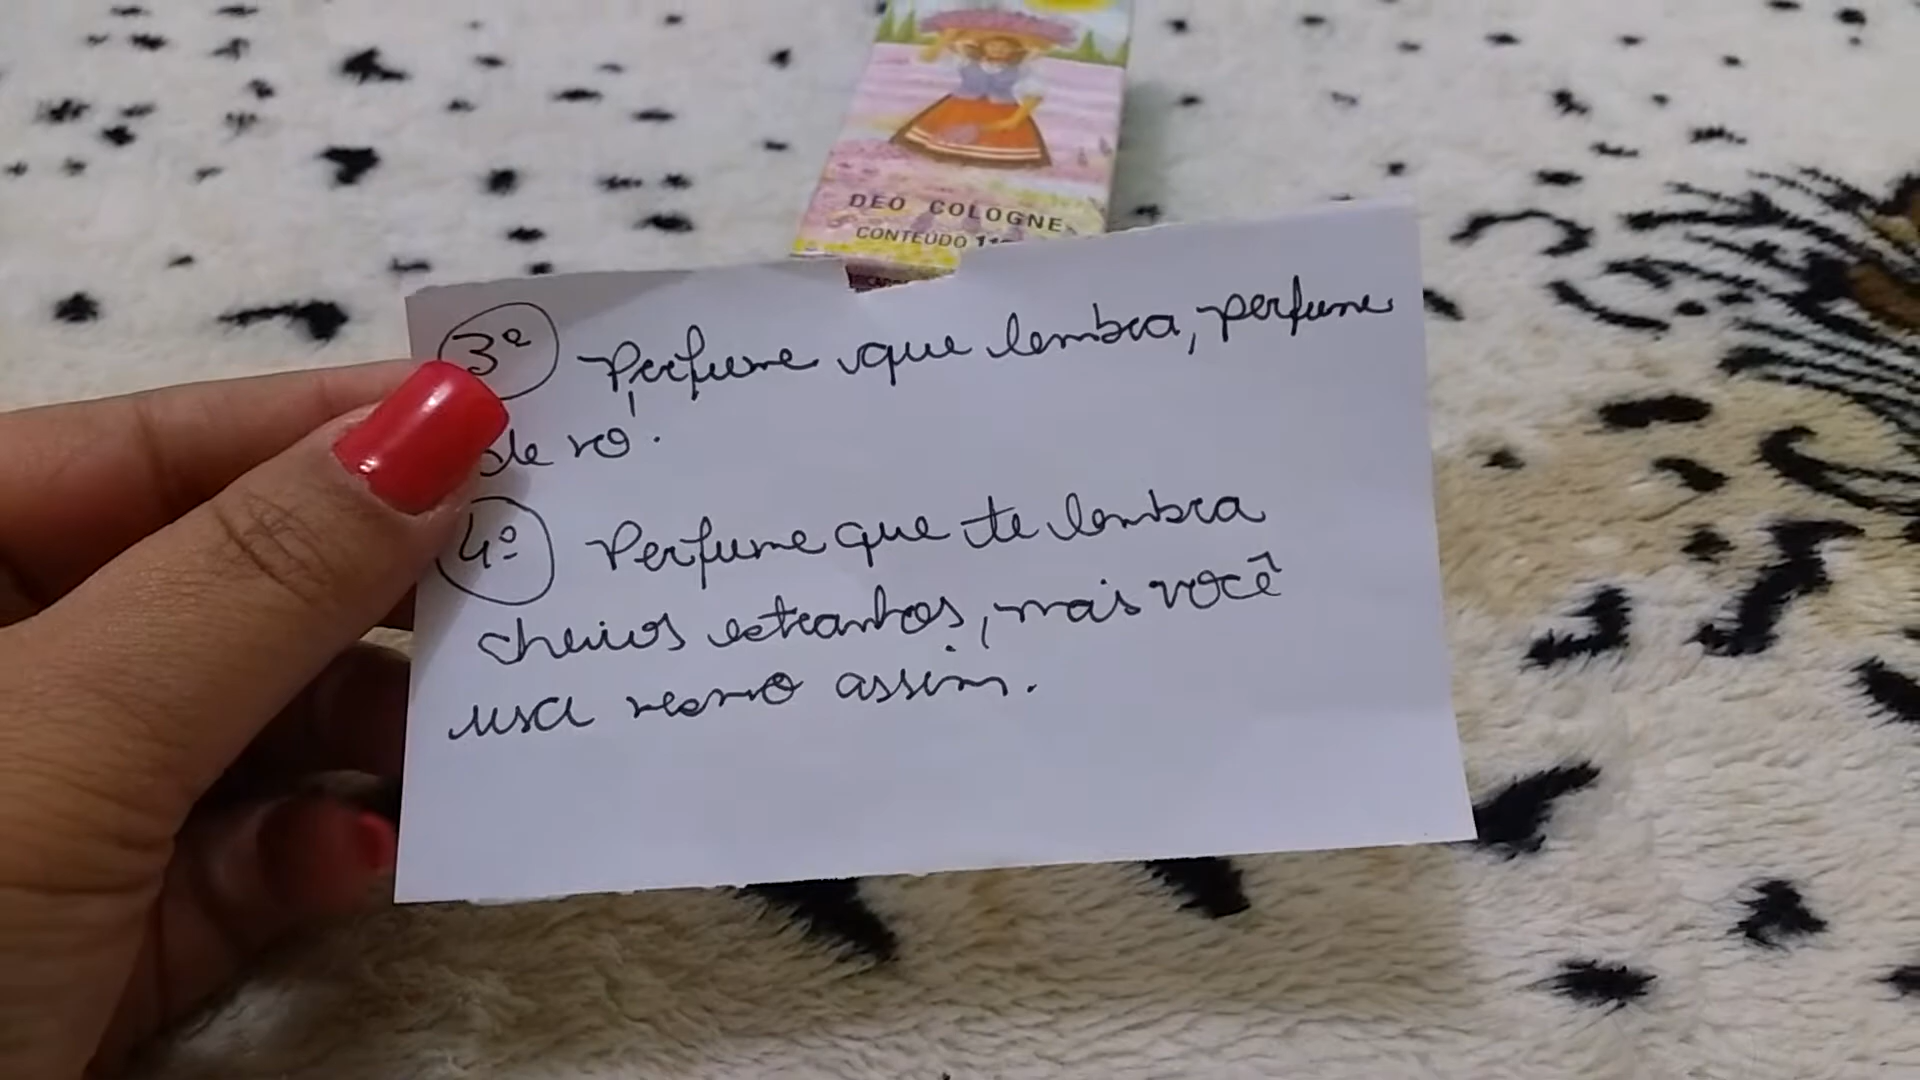 DEO COLOGNE
CONTEÚDO
3º Perfume que lembra, perfume
de vó.
4º Perfume que te lembra
cheiros estranhos, mais você
usa mesmo assim.